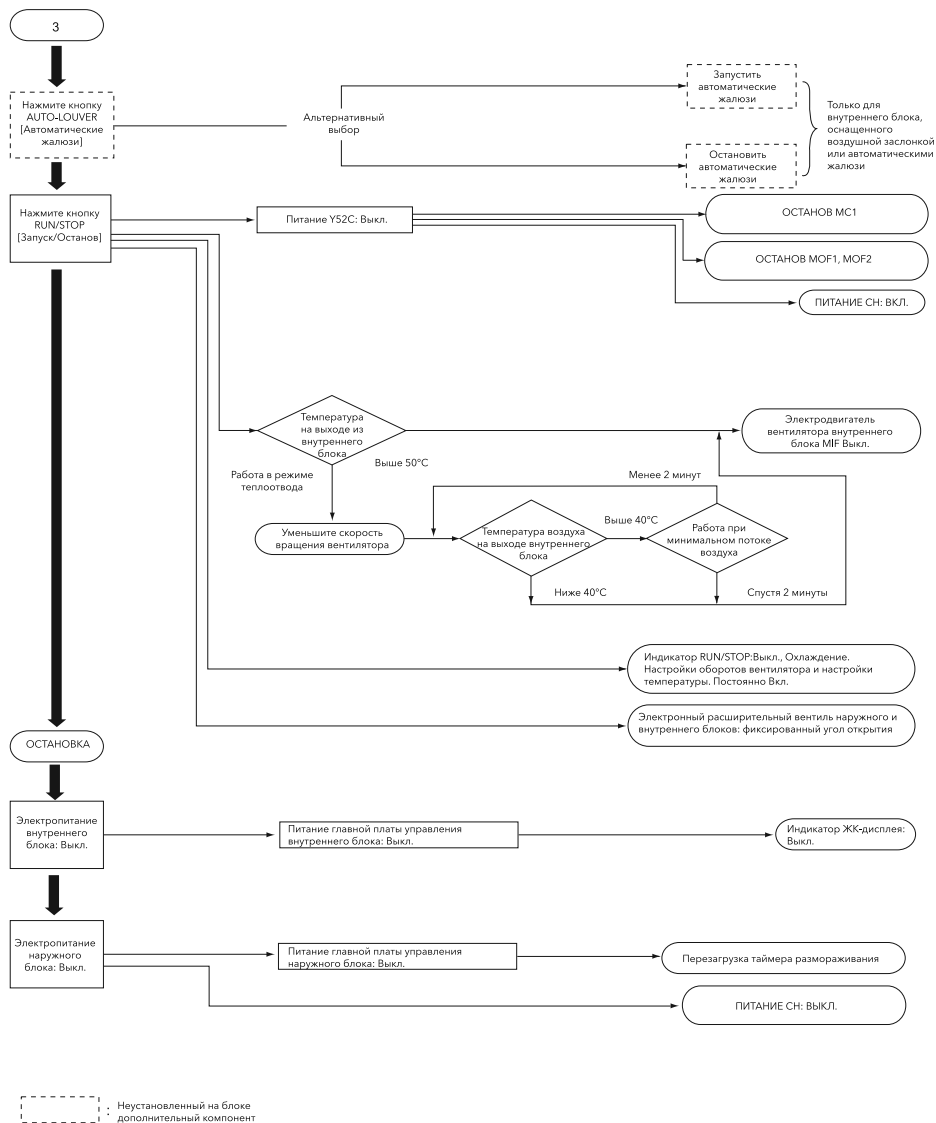 3
Нажмите кнопку
AUTO-LOUVER
[Автоматические
жалюзи]
Альтернативный
выбор
Запустить
автоматические
жалюзи
Остановить
автоматические
жалюзи
Только для
внутреннего блока,
оснащенного
воздушной заслонкой
или автоматическими
жалюзи
Нажмите кнопку
RUN/STOP
[Запуск/Останов]
Питание Y52C: Выкл.
ОСТАНОВ MC1
ОСТАНОВ MOF1, MOF2
ПИТАНИЕ CH: ВКЛ.
Температура
на выходе из
внутреннего
блока
Электродвигатель
вентилятора внутреннего
блока MIF Выкл.
Выше 50°C
Работа в режиме
теплоотвода
Менее 2 минут
Уменьшите скорость
вращения вентилятора
Температура воздуха
на выходе внутреннего
блока
Выше 40°C
Работа при
минимальном потоке
воздуха
Ниже 40°C
Спустя 2 минуты
Индикатор RUN/STOP:Выкл., Охлаждение.
Настройки оборотов вентилятора и настройки
температуры. Постоянно Вкл.
Электронный расширительный вентиль наружного и
внутреннего блоков: фиксированный угол открытия
ОСТАНОВКА
Электропитание
внутреннего
блока: Выкл.
Питание главной платы управления
внутреннего блока: Выкл.
Индикатор ЖК-дисплея:
Выкл.
Электропитание
наружного
блока: Выкл.
Питание главной платы управления
наружного блока: Выкл.
Перезагрузка таймера размораживания
ПИТАНИЕ CH: ВЫКЛ.
: Неустановленный на блоке
дополнительный компонент